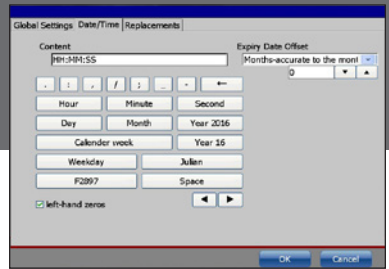 Global Settings Date/Time Replacements
Content
Expiry Date Offset
HH:MM:SS
Months-accurate to the mont
0
. : , / ; _ - ←
Hour Minute Second
Day Month Year 2016
Calender week Year 16
Weekday Julian
F2897 Space
left-hand zeros
OK Cancel